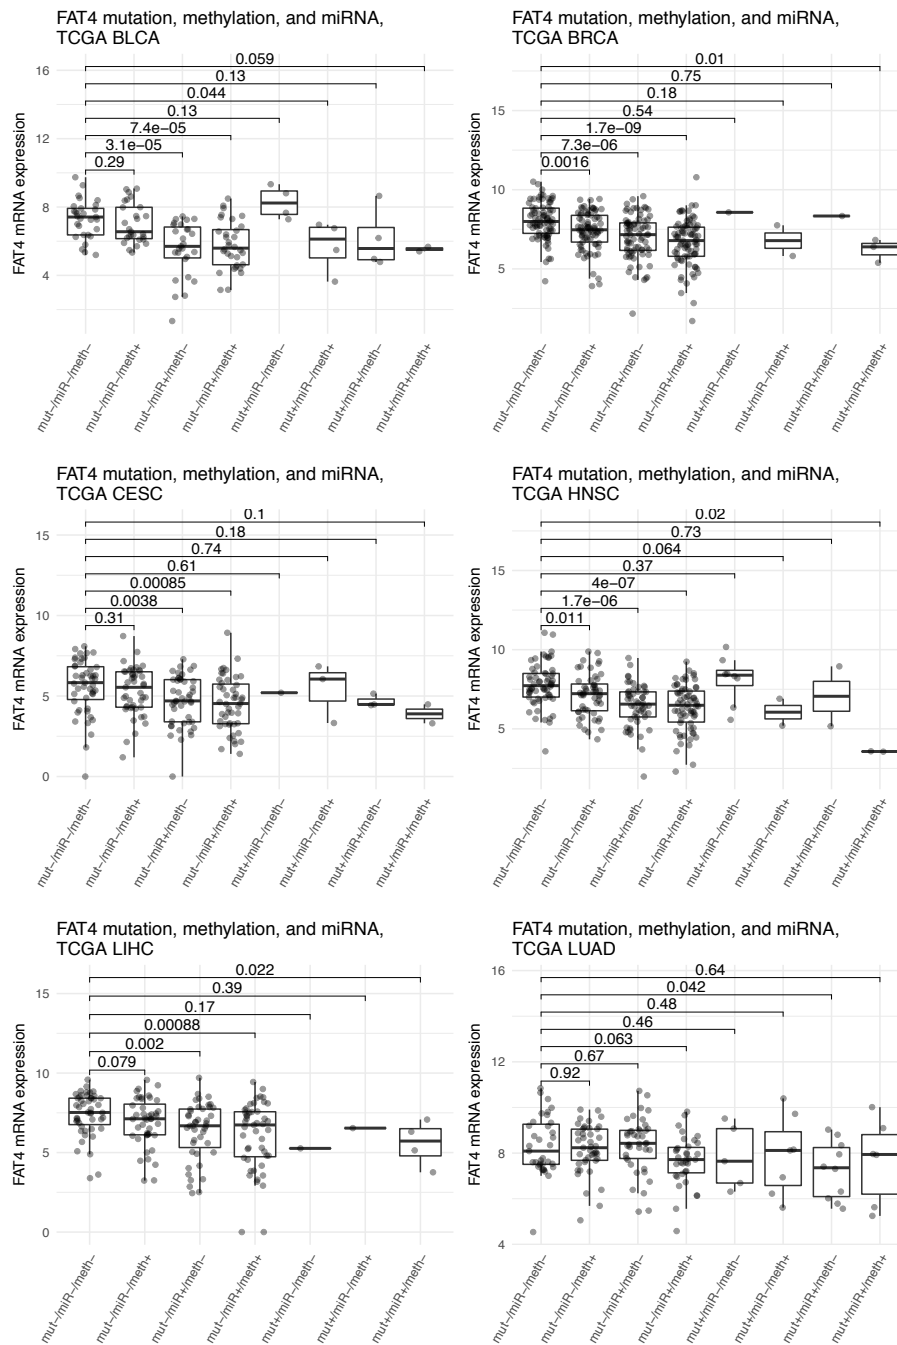 FAT4 mutation, methylation, and miRNA,
TCGA BLCA
FAT4 mRNA expression
16
12
8
4
0.059
0.13
0.044
0.13
7.4e−05
3.1e−05
0.29
mut−/miR−/meth−
mut−/miR−/meth+
mut−/miR+/meth−
mut−/miR+/meth+
mut+/miR−/meth−
mut+/miR−/meth+
mut+/miR+/meth−
mut+/miR+/meth+
FAT4 mutation, methylation, and miRNA,
TCGA BRCA
FAT4 mRNA expression
15
10
5
0.01
0.75
0.18
0.54
1.7e−09
7.3e−06
0.0016
mut−/miR−/meth−
mut−/miR−/meth+
mut−/miR+/meth−
mut−/miR+/meth+
mut+/miR−/meth−
mut+/miR−/meth+
mut+/miR+/meth−
mut+/miR+/meth+
FAT4 mutation, methylation, and miRNA,
TCGA CESC
FAT4 mRNA expression
15
10
5
0
0.1
0.18
0.74
0.61
0.00085
0.0038
0.31
mut−/miR−/meth−
mut−/miR−/meth+
mut−/miR+/meth−
mut−/miR+/meth+
mut+/miR−/meth−
mut+/miR−/meth+
mut+/miR+/meth−
mut+/miR+/meth+
FAT4 mutation, methylation, and miRNA,
TCGA HNSC
FAT4 mRNA expression
15
10
5
0.02
0.73
0.064
0.37
4e−07
1.7e−06
0.011
mut−/miR−/meth−
mut−/miR−/meth+
mut−/miR+/meth−
mut−/miR+/meth+
mut+/miR−/meth−
mut+/miR−/meth+
mut+/miR+/meth−
mut+/miR+/meth+
FAT4 mutation, methylation, and miRNA,
TCGA LIHC
FAT4 mRNA expression
15
10
5
0
0.022
0.39
0.17
0.00088
0.002
0.079
mut−/miR−/meth−
mut−/miR−/meth+
mut−/miR+/meth−
mut−/miR+/meth+
mut+/miR−/meth−
mut+/miR−/meth+
mut+/miR+/meth−
FAT4 mutation, methylation, and miRNA,
TCGA LUAD
FAT4 mRNA expression
16
12
8
4
0.64
0.042
0.48
0.46
0.063
0.67
0.92
mut−/miR−/meth−
mut−/miR−/meth+
mut−/miR+/meth−
mut−/miR+/meth+
mut+/miR−/meth−
mut+/miR−/meth+
mut+/miR+/meth−
mut+/miR+/meth+